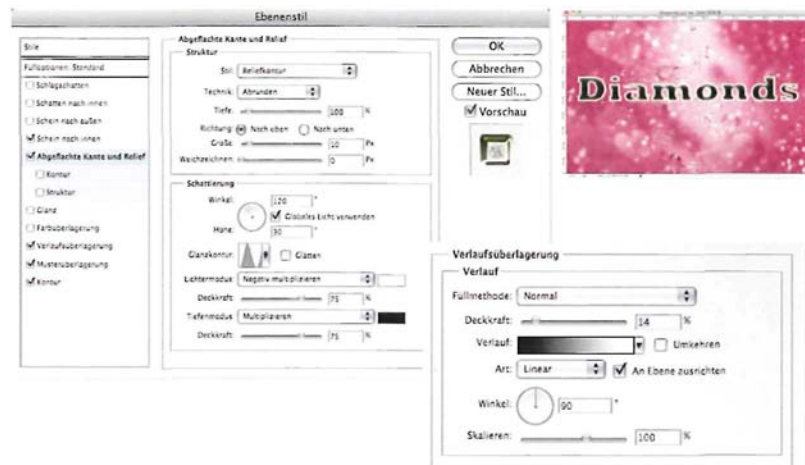 Ebenenstil
Stile
Fülloptionen: Standard
Schlagschatten
Schatten nach innen
Schein nach außen
Schein nach innen
Abgeflachte Kante und Relief
Kontur
Struktur
Glanz
Farbüberlagerung
Verlaufsüberlagerung
Musterüberlagerung
Kontur
Abgeflachte Kante und Relief
Struktur
Stil: Reliefkontur
Technik: Abrunden
Tiefe: 100 %
Richtung: Nach oben Nach unten
Größe: 10 Px
Weichzeichnen: 0 Px
Schattierung
Winkel: 120 °
Globales Licht verwenden
Höhe: 30 °
Glanzkontur: Glätten
Lichtermodus: Negativ multiplizieren
Deckkraft: 75 %
Tiefenmodus: Multiplizieren
Deckkraft: 75 %
OK
Abbrechen
Neuer Stil...
Vorschau
Diamonds
Verlaufsüberlagerung
Verlauf
Füllmethode: Normal
Deckkraft: 14 %
Verlauf: Umkehren
Art: Linear An Ebene ausrichten
Winkel: 90 °
Skalieren: 100 %